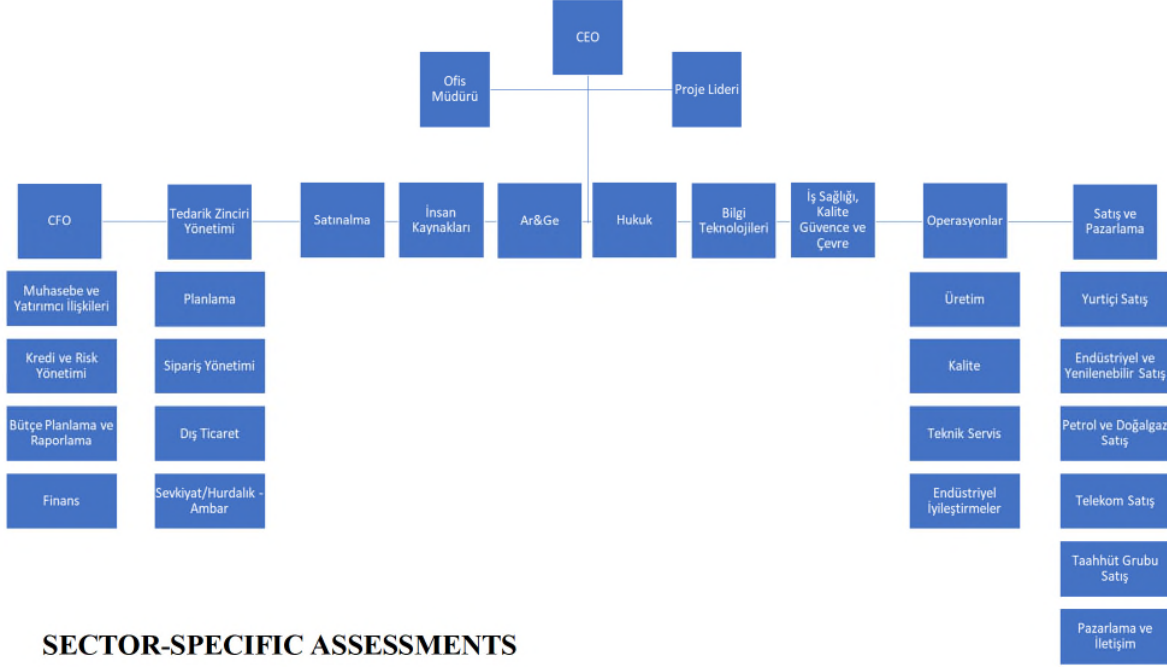 CEO
Ofis
Müdürü
Proje Lideri
CFO
Tedarik Zinciri
Yönetimi
Satınalma
İnsan
Kaynakları
Ar&Ge
Hukuk
Bilgi
Teknolojileri
İş Sağlığı,
Kalite
Güvence ve
Çevre
Operasyonlar
Satış ve
Pazarlama
Muhasebe ve
Yatırımcı İlişkileri
Kredi ve Risk
Yönetimi
Bütçe Planlama ve
Raporlama
Finans
Planlama
Sipariş Yönetimi
Dış Ticaret
Sevkiyat/Hurdalık -
Ambar
Üretim
Kalite
Teknik Servis
Endüstriyel
İyileştirmeler
Yurtiçi Satış
Endüstriyel ve
Yenilenebilir Satış
Petrol ve Doğalgaz
Satış
Telekom Satış
Taahhüt Grubu
Satış
Pazarlama ve
İletişim
SECTOR-SPECIFIC ASSESSMENTS